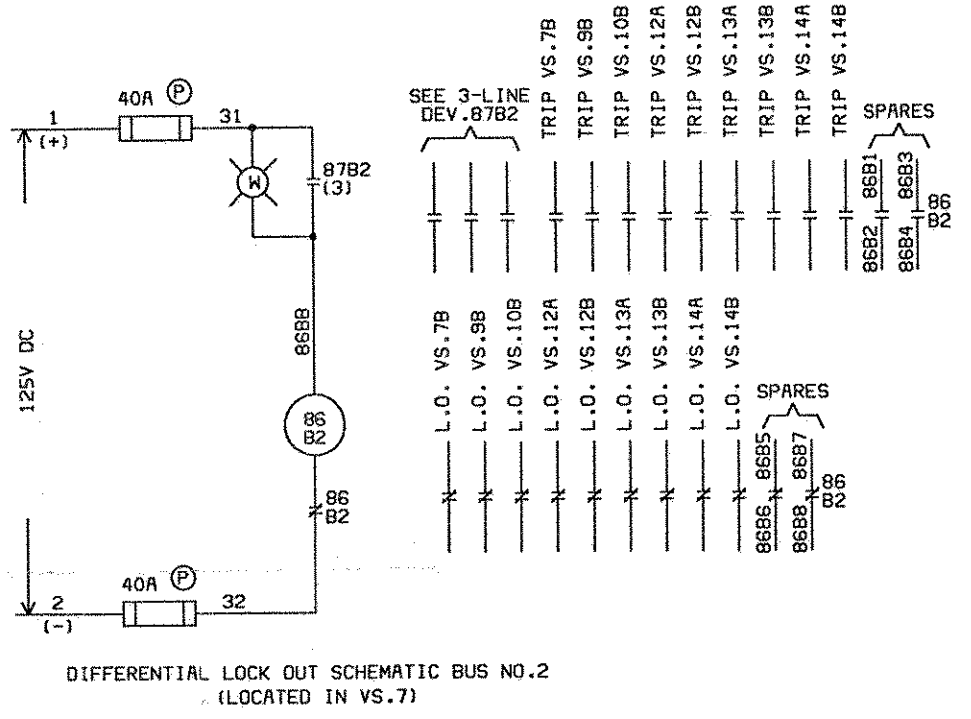 40A P
1 31
(+)
W
87B2
(3)
86BB
125V DC
86
B2
86
B2
40A P
2 32
(-)
SEE 3-LINE
DEV.87B2
TRIP VS.7B
TRIP VS.9B
TRIP VS.10B
TRIP VS.12A
TRIP VS.12B
TRIP VS.13A
TRIP VS.13B
TRIP VS.14A
TRIP VS.14B
SPARES
86B1
86B2
86B3
86B4
86
B2
L.O. VS.7B
L.O. VS.9B
L.O. VS.10B
L.O. VS.12A
L.O. VS.12B
L.O. VS.13A
L.O. VS.13B
L.O. VS.14A
L.O. VS.14B
SPARES
86B5
86B6
86B7
86B8
86
B2
DIFFERENTIAL LOCK OUT SCHEMATIC BUS NO.2
(LOCATED IN VS.7)